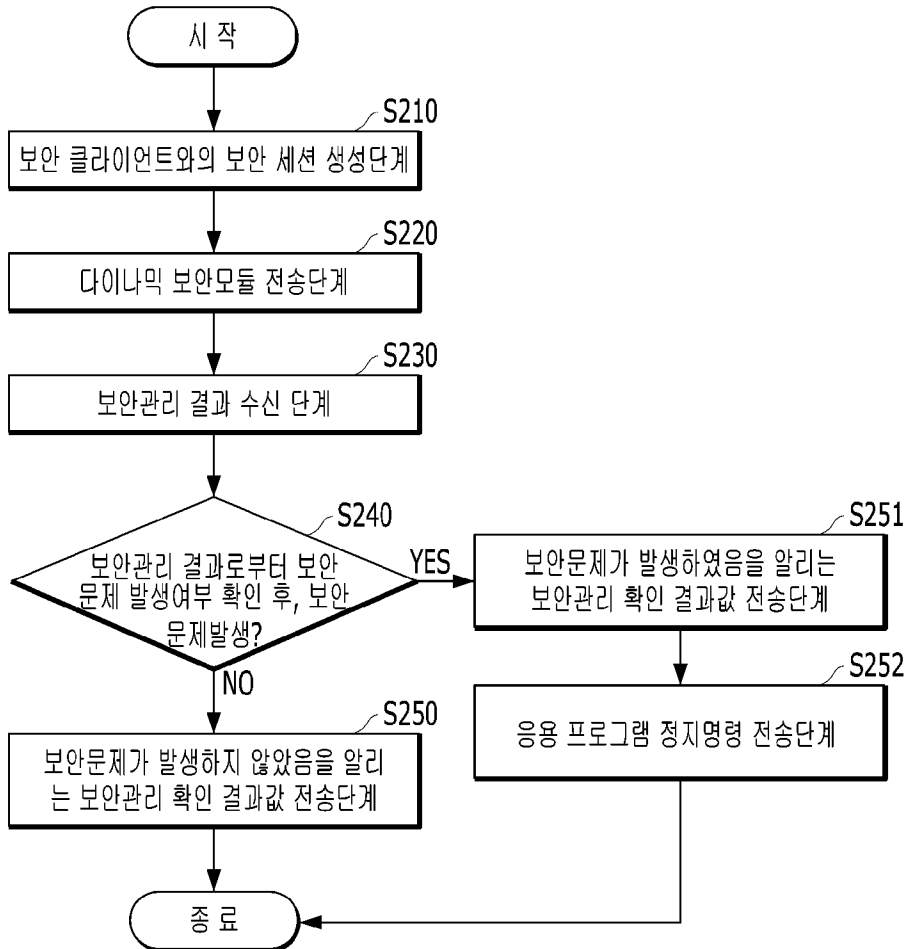 시 작
S210
보안 클라이언트와의 보안 세션 생성단계
S220
다이나믹 보안모듈 전송단계
S230
보안관리 결과 수신 단계
S240
보안관리 결과로부터 보안
문제 발생여부 확인 후, 보안
문제발생?
YES
S251
보안문제가 발생하였음을 알리는
보안관리 확인 결과값 전송단계
S252
응용 프로그램 정지명령 전송단계
NO
S250
보안문제가 발생하지 않았음을 알리
는 보안관리 확인 결과값 전송단계
종 료